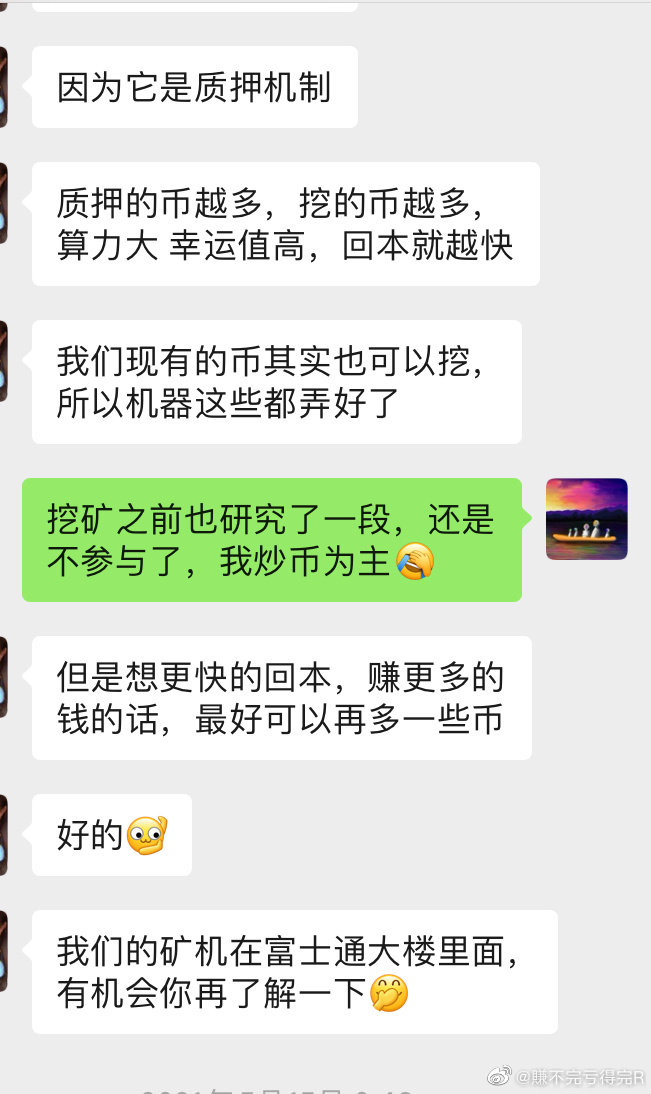 因为它是质押机制
质押的币越多，挖的币越多，
算力大 幸运值高，回本就越快
我们现有的币其实也可以挖，
所以机器这些都弄好了
挖矿之前也研究了一段，还是
不参与了，我炒币为主
但是想更快的回本，赚更多的
钱的话，最好可以再多一些币
好的
我们的矿机在富士通大楼里面，
有机会你再了解一下
@赚不完亏得完R